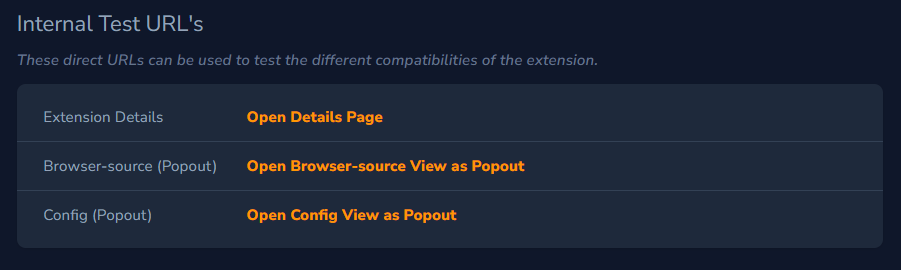 Internal Test URL's
These direct URLs can be used to test the different compatibilities of the extension.
Extension Details Open Details Page
Browser-source (Popout) Open Browser-source View as Popout
Config (Popout) Open Config View as Popout